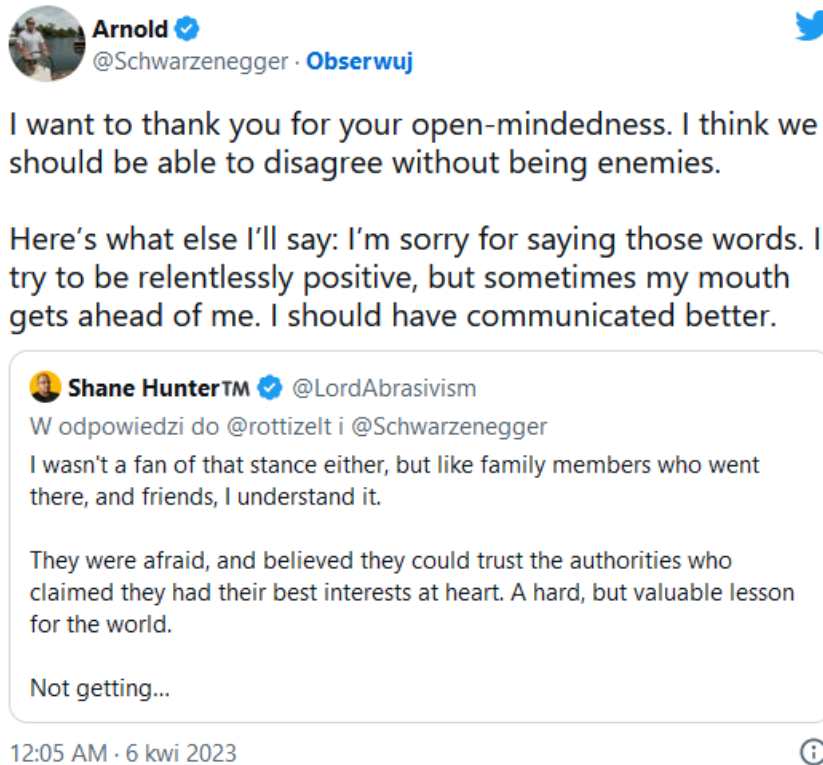 Arnold
@Schwarzenegger · Obserwuj
I want to thank you for your open-mindedness. I think we
should be able to disagree without being enemies.
Here's what else I'll say: I'm sorry for saying those words. I
try to be relentlessly positive, but sometimes my mouth
gets ahead of me. I should have communicated better.
Shane Hunter™ @LordAbrasivism
W odpowiedzi do @rottizelt i @Schwarzenegger
I wasn't a fan of that stance either, but like family members who went
there, and friends, I understand it.
They were afraid, and believed they could trust the authorities who
claimed they had their best interests at heart. A hard, but valuable lesson
for the world.
Not getting...
12:05 AM · 6 kwi 2023